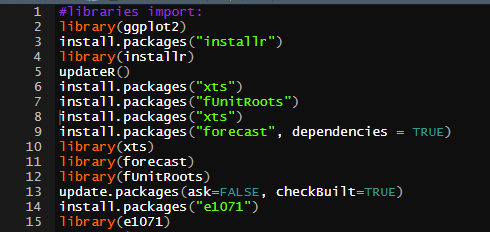 1 #libraries import:
2 library(ggplot2)
3 install.packages("installr")
4 library(installr)
5 updateR()
6 install.packages("xts")
7 install.packages("fUnitRoots")
8 install.packages("xts")
9 install.packages("forecast", dependencies = TRUE)
10 library(xts)
11 library(forecast)
12 library(fUnitRoots)
13 update.packages(ask=FALSE, checkBuilt=TRUE)
14 install.packages("e1071")
15 library(e1071)